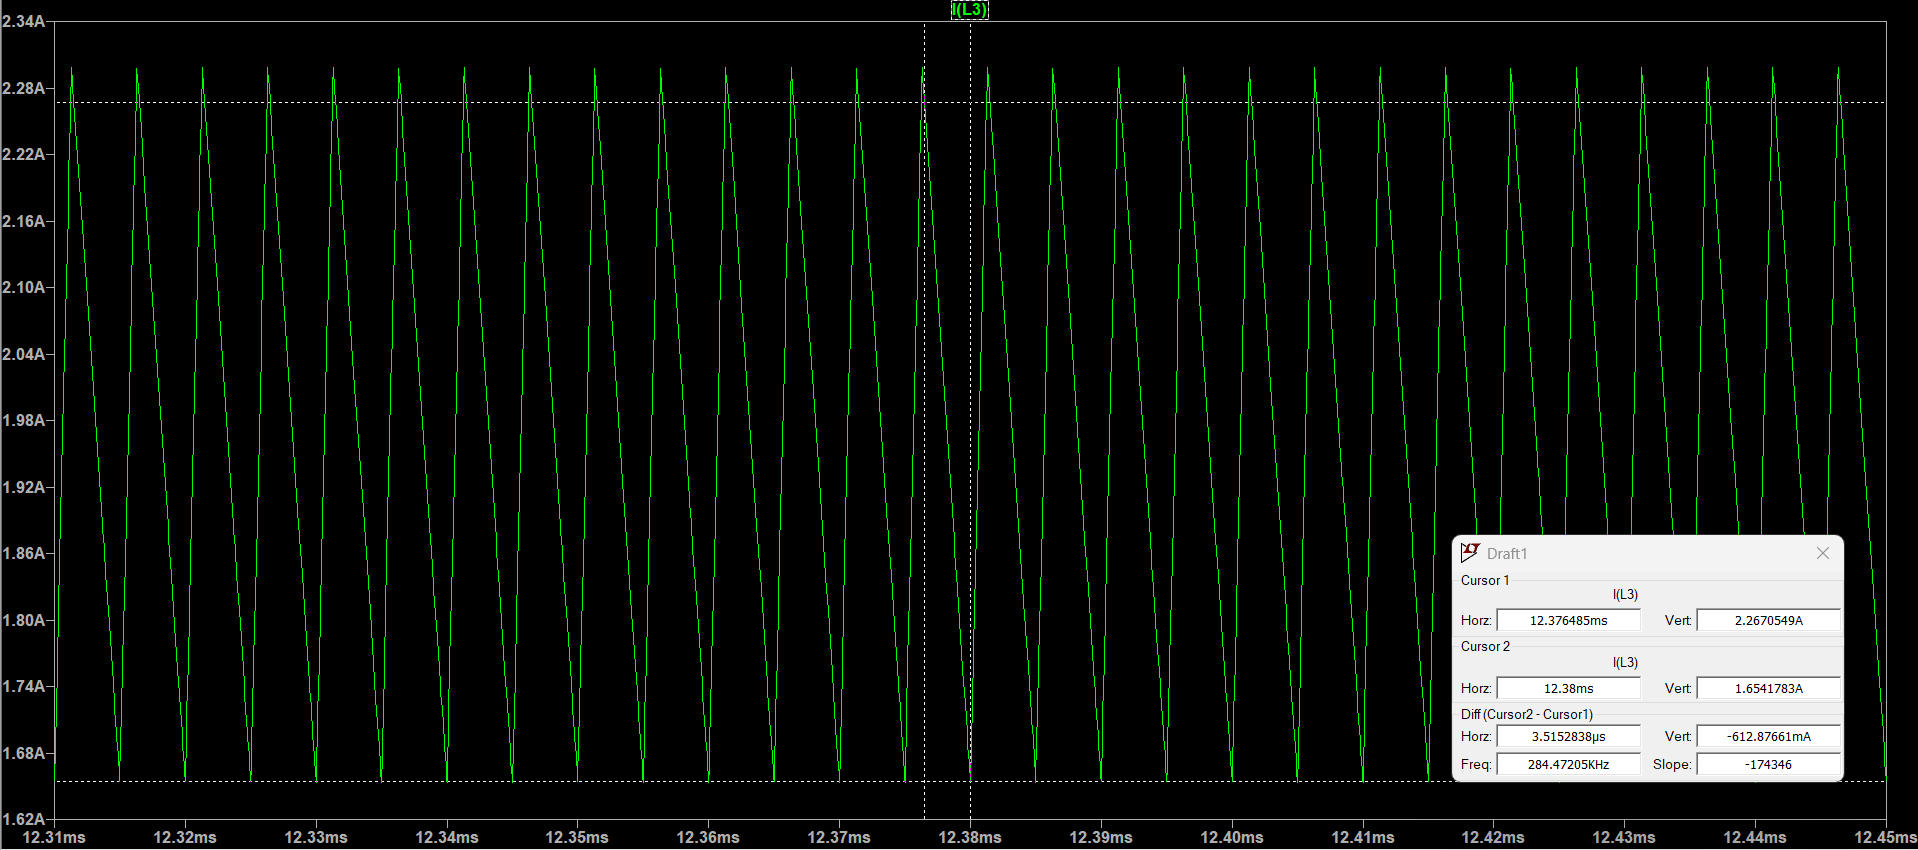 I(L3)
2.34A
2.28A
2.22A
2.16A
2.10A
2.04A
1.98A
1.92A
1.86A
1.80A
1.74A
1.68A
1.62A
12.31ms 12.32ms 12.33ms 12.34ms 12.35ms 12.36ms 12.37ms 12.38ms 12.39ms 12.40ms 12.41ms 12.42ms 12.43ms 12.44ms 12.45ms
Draft1
Cursor 1
I(L3)
Horz: 12.376485ms Vert: 2.2670549A
Cursor 2
I(L3)
Horz: 12.38ms Vert: 1.6541783A
Diff (Cursor2 - Cursor1)
Horz: 3.5152838µs Vert: -612.87661mA
Freq: 284.47205KHz Slope: -174346